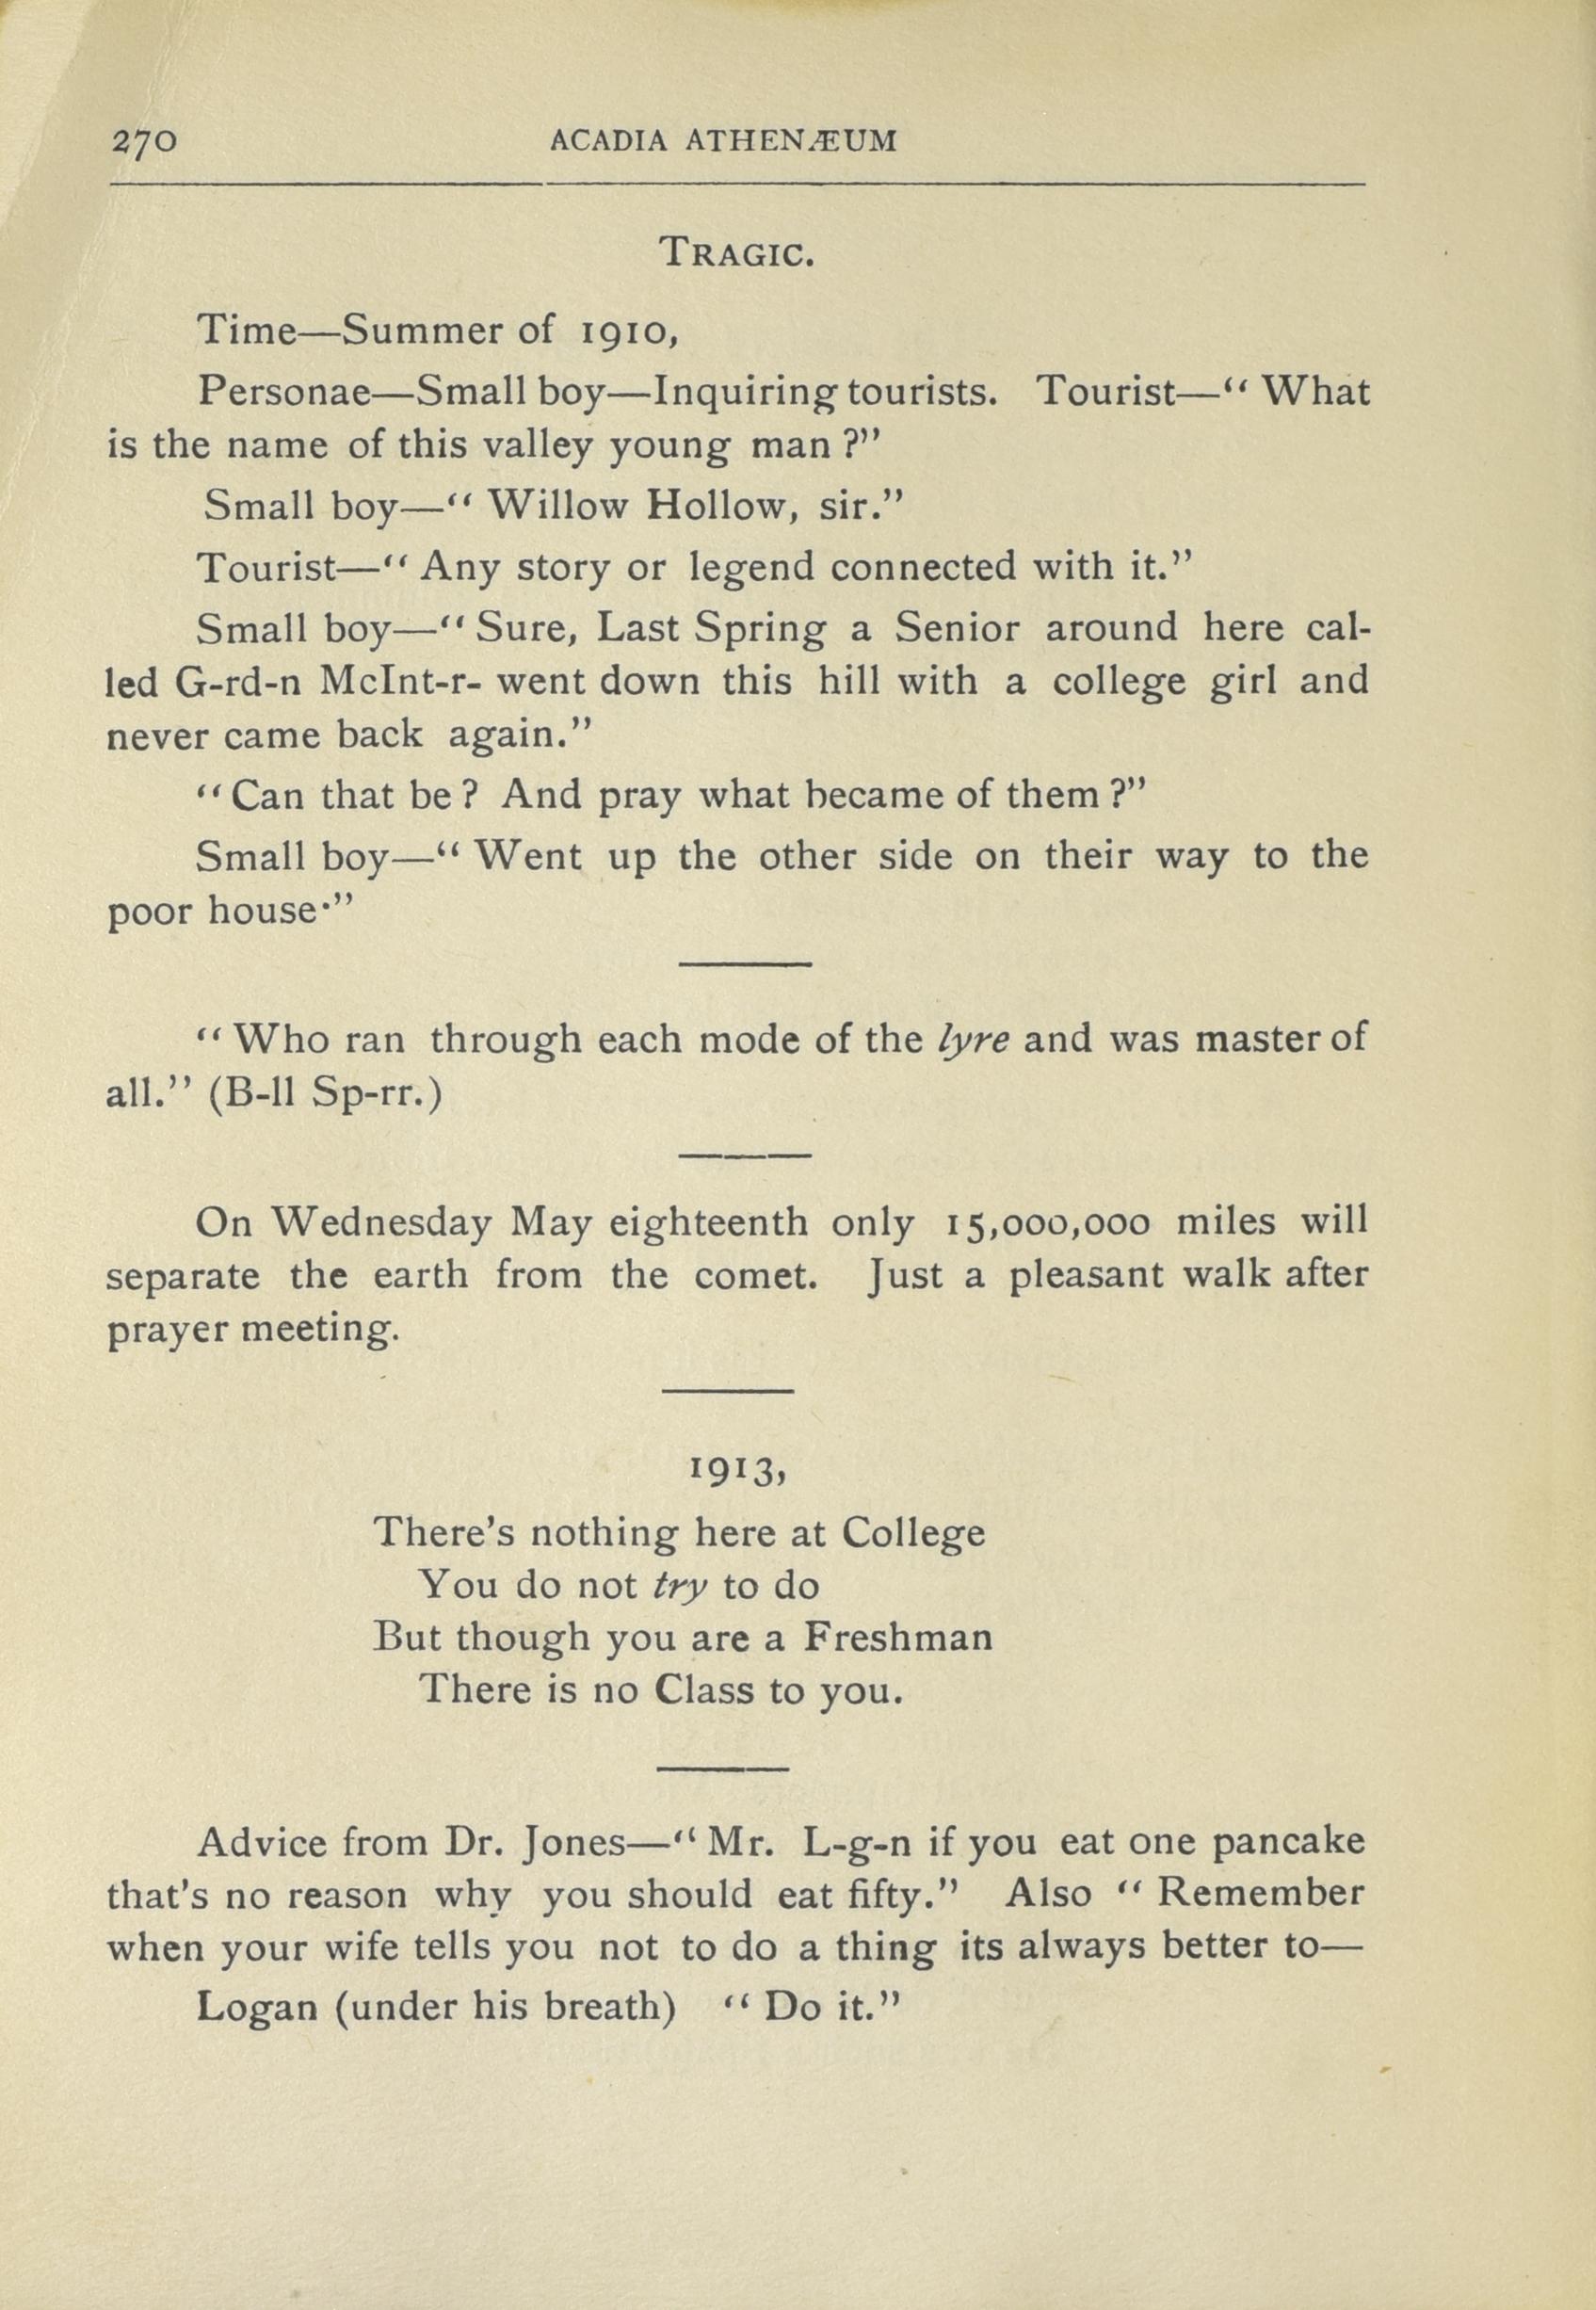 270 ACADIA ATHENÆUM
TRAGIC.
Time—Summer of 1910,
Personae—Small boy—Inquiring tourists. Tourist—“ What
is the name of this valley young man ?”
Small boy—“ Willow Hollow, sir.”
Tourist—“ Any story or legend connected with it.”
Small boy—“ Sure, Last Spring a Senior around here cal-
led G-rd-n McInt-r- went down this hill with a college girl and
never came back again.”
“ Can that be ? And pray what became of them ?”
Small boy—“ Went up the other side on their way to the
poor house·”
“ Who ran through each mode of the lyre and was master of
all.” (B-ll Sp-rr.)
On Wednesday May eighteenth only 15,000,000 miles will
separate the earth from the comet. Just a pleasant walk after
prayer meeting.
1913,
There's nothing here at College
You do not try to do
But though you are a Freshman
There is no Class to you.
Advice from Dr. Jones—“ Mr. L-g-n if you eat one pancake
that's no reason why you should eat fifty.” Also “ Remember
when your wife tells you not to do a thing its always better to—
Logan (under his breath) “ Do it.”